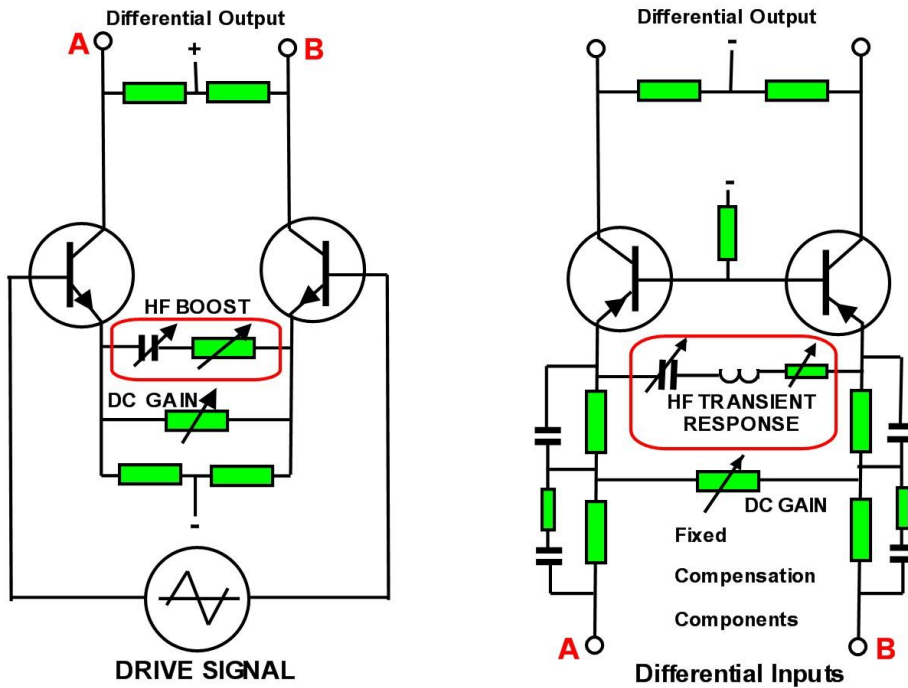 Differential Output
A
+
B
HF BOOST
DC GAIN
-
DRIVE SIGNAL
Differential Output
-
-
HF TRANSIENT
RESPONSE
DC GAIN
Fixed
Compensation
Components
A
B
Differential Inputs